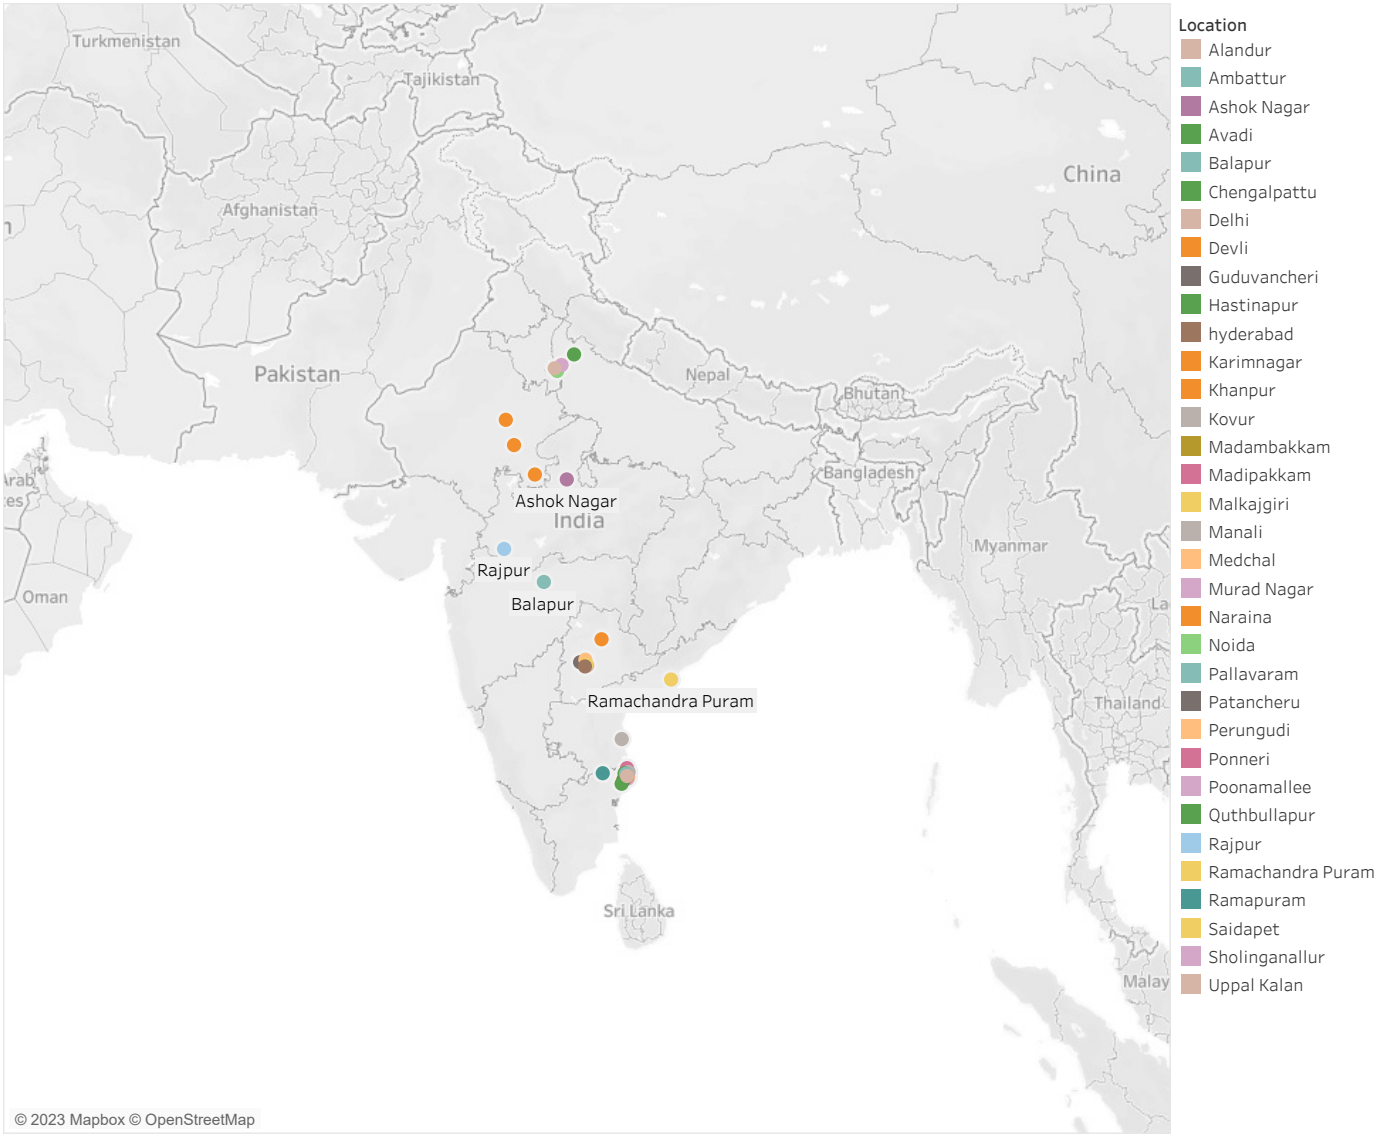 Turkmenistan
Tajikistan
China
Afghanistan
Pakistan
Nepal
Bhutan
Bangladesh
Ashok Nagar
India
Myanmar
Rajpur
Oman
Balapur
Ramachandra Puram
Thailand
Sri Lanka
Malay
© 2023 Mapbox © OpenStreetMap
Location
Alandur
Ambattur
Ashok Nagar
Avadi
Balapur
Chengalpattu
Delhi
Devli
Guduvancheri
Hastinapur
hyderabad
Karimnagar
Khanpur
Kovur
Madambakkam
Madipakkam
Malkajgiri
Manali
Medchal
Murad Nagar
Naraina
Noida
Pallavaram
Patancheru
Perungudi
Ponneri
Poonamallee
Quthbullapur
Rajpur
Ramachandra Puram
Ramapuram
Saidapet
Sholinganallur
Uppal Kalan